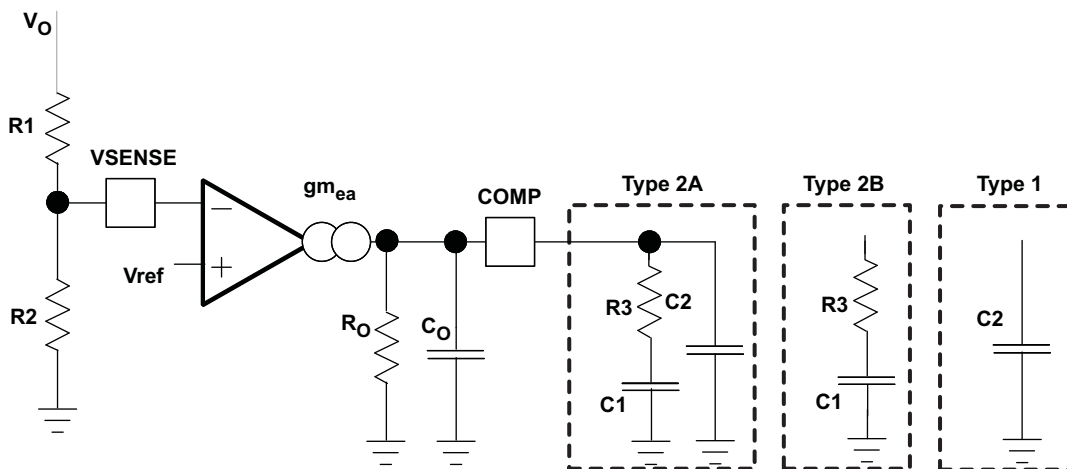 VO
R1
VSENSE
gmea
COMP
Type 2A
Type 2B
Type 1
Vref
R2
RO
CO
R3
C2
C1
R3
C1
C2